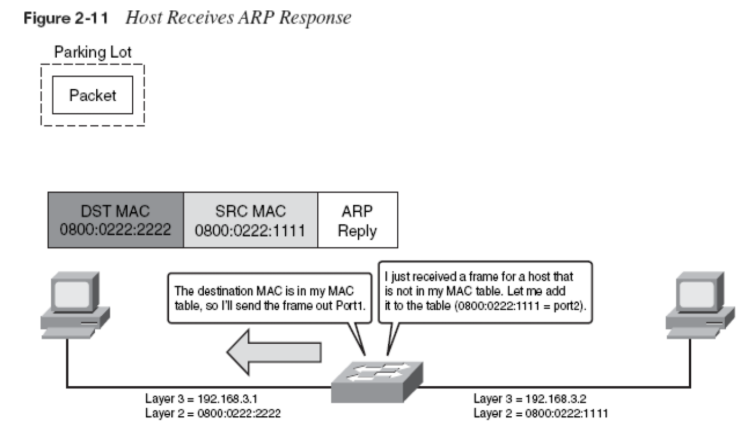 Figure 2-11 Host Receives ARP Response
Parking Lot
Packet
DST MAC
0800:0222:2222
SRC MAC
0800:0222:1111
ARP
Reply
The destination MAC is in my MAC
table, so I'll send the frame out Port1.
I just received a frame for a host that
is not in my MAC table. Let me add
it to the table (0800:0222:1111 = port2).
Layer 3 = 192.168.3.1
Layer 2 = 0800:0222:2222
Layer 3 = 192.168.3.2
Layer 2 = 0800:0222:1111